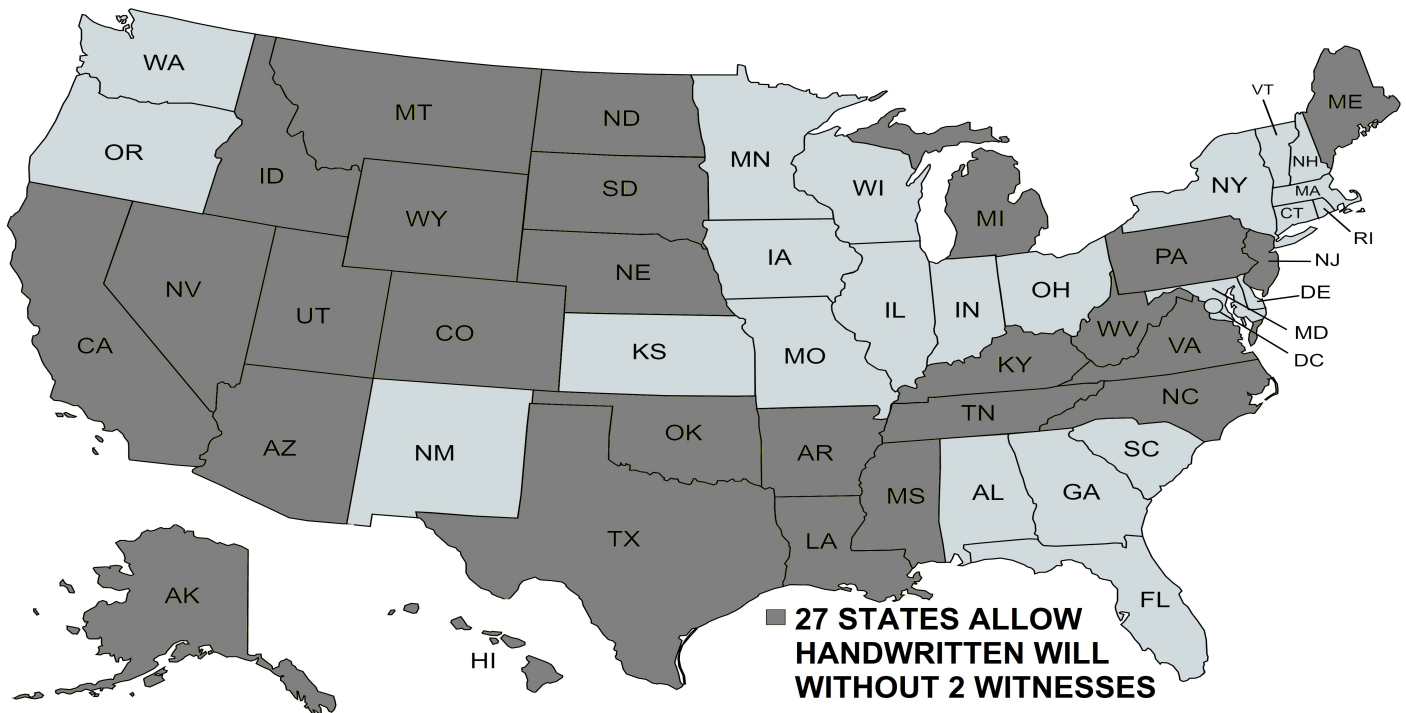 WA
OR
CA
NV
ID
MT
WY
UT
AZ
CO
NM
ND
SD
NE
KS
OK
TX
MN
IA
MO
AR
LA
WI
IL
MI
IN
OH
KY
TN
MS
AL
GA
FL
SC
NC
VA
WV
PA
NY
VT
NH
ME
MA
CT
RI
NJ
DE
MD
DC
AK
HI
27 STATES ALLOW
HANDWRITTEN WILL
WITHOUT 2 WITNESSES